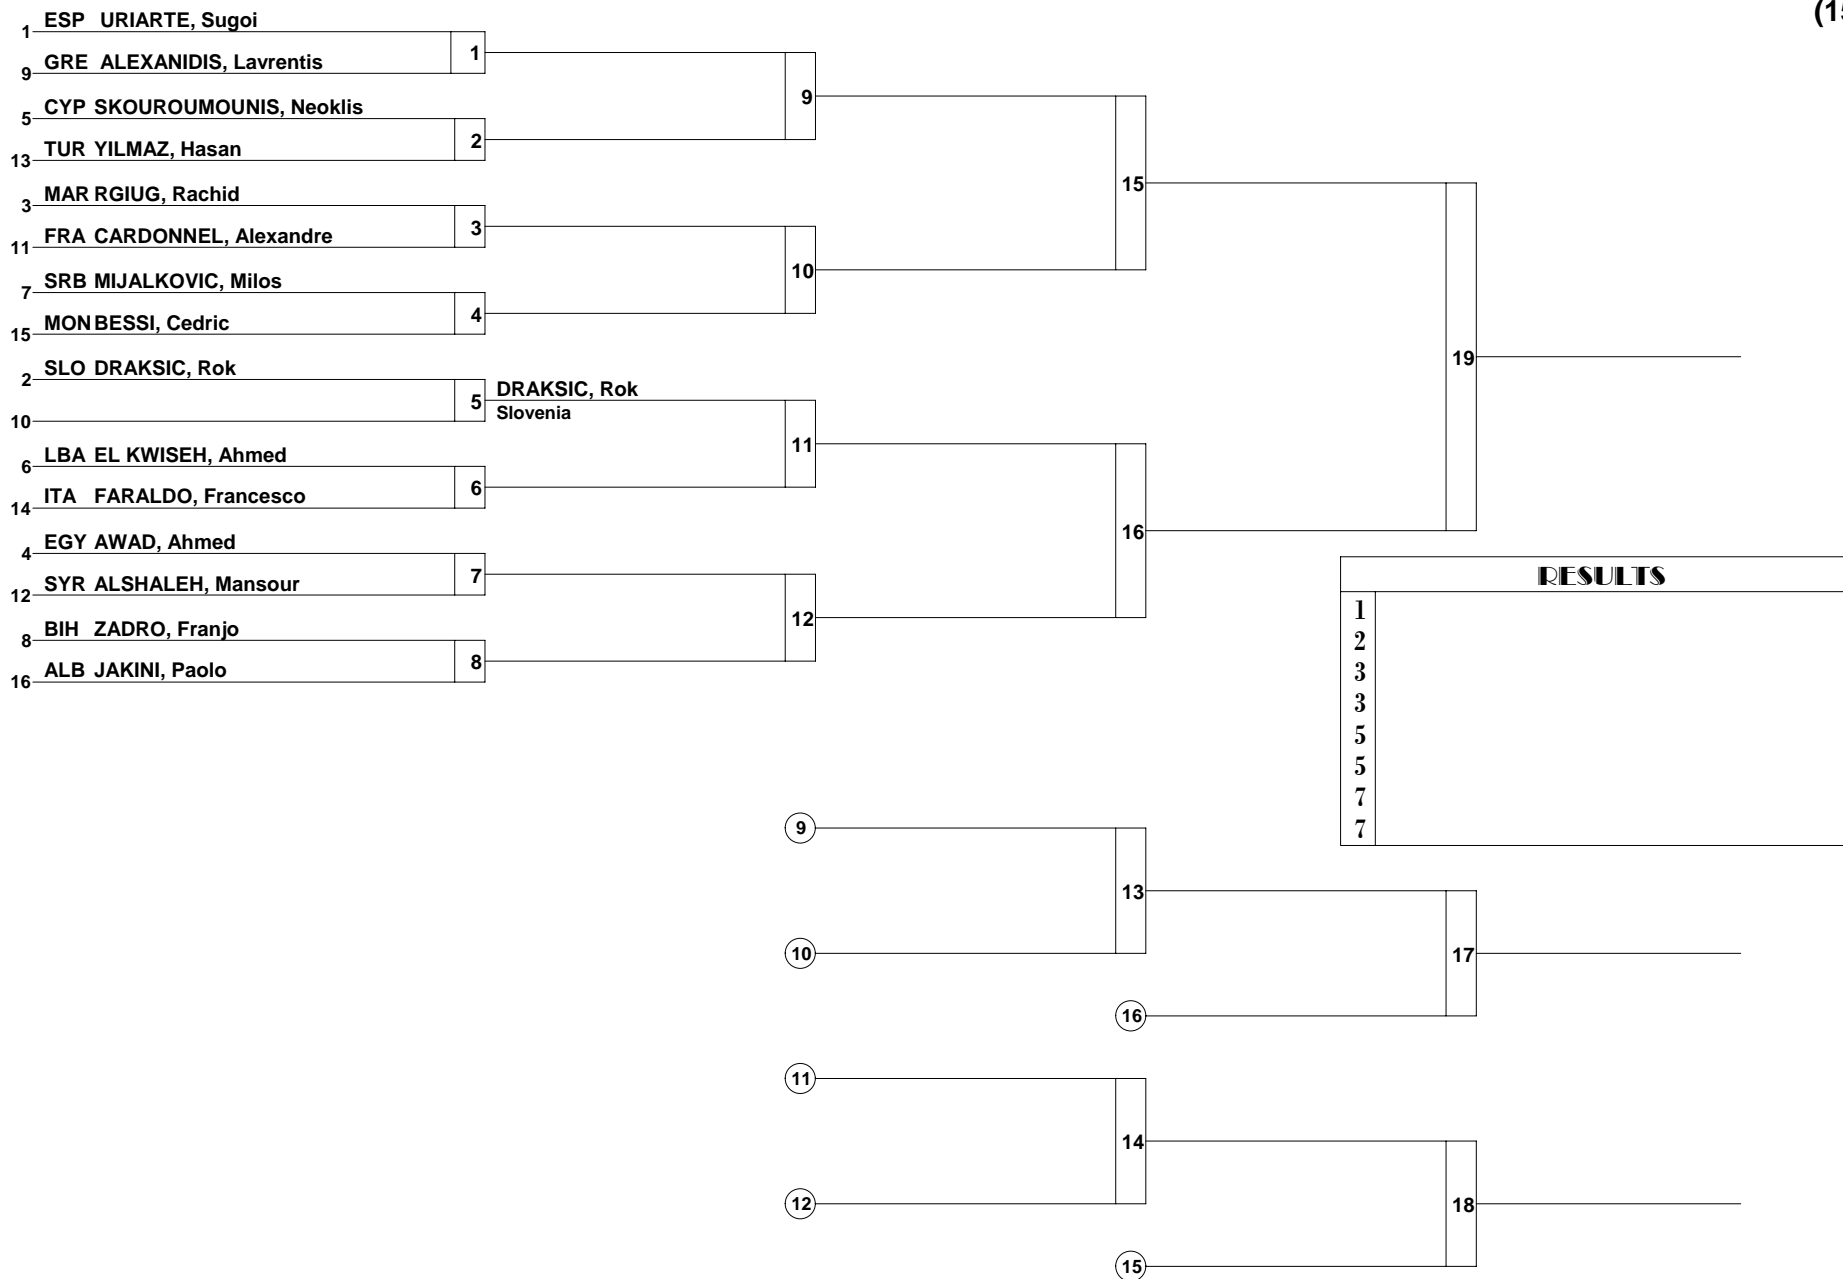 (15
ESP URIARTE, Sugoi
1
1
GRE ALEXANIDIS, Lavrentis
9
9
CYP SKOUROUMOUNIS, Neoklis
5
2
TUR YILMAZ, Hasan
13
15
MAR RGIUG, Rachid
3
3
FRA CARDONNEL, Alexandre
11
10
SRB MIJALKOVIC, Milos
7
4
MON BESSI, Cedric
15
19
SLO DRAKSIC, Rok
2
5
DRAKSIC, Rok
Slovenia
10
11
LBA EL KWISEH, Ahmed
6
6
ITA FARALDO, Francesco
14
16
EGY AWAD, Ahmed
4
7
SYR ALSHALEH, Mansour
12
12
BIH ZADRO, Franjo
8
8
ALB JAKINI, Paolo
16
RESULTS
1
2
3
3
5
5
7
7
9
13
10
17
16
11
14
12
18
15